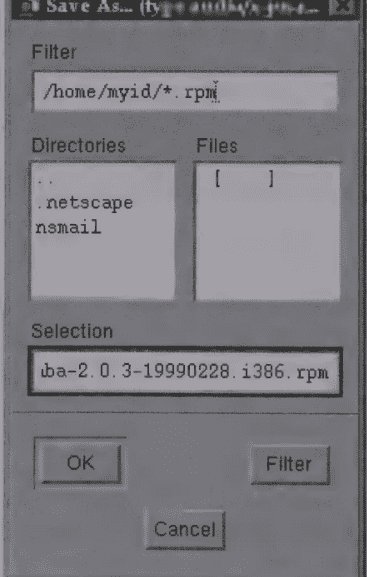 Save As... (type
Filter
/home/myid/*.rpm
Directories
Files
..
.netscape
nsmail
[ ]
Selection
ba-2.0.3-19990228.i386.rpm
OK
Filter
Cancel